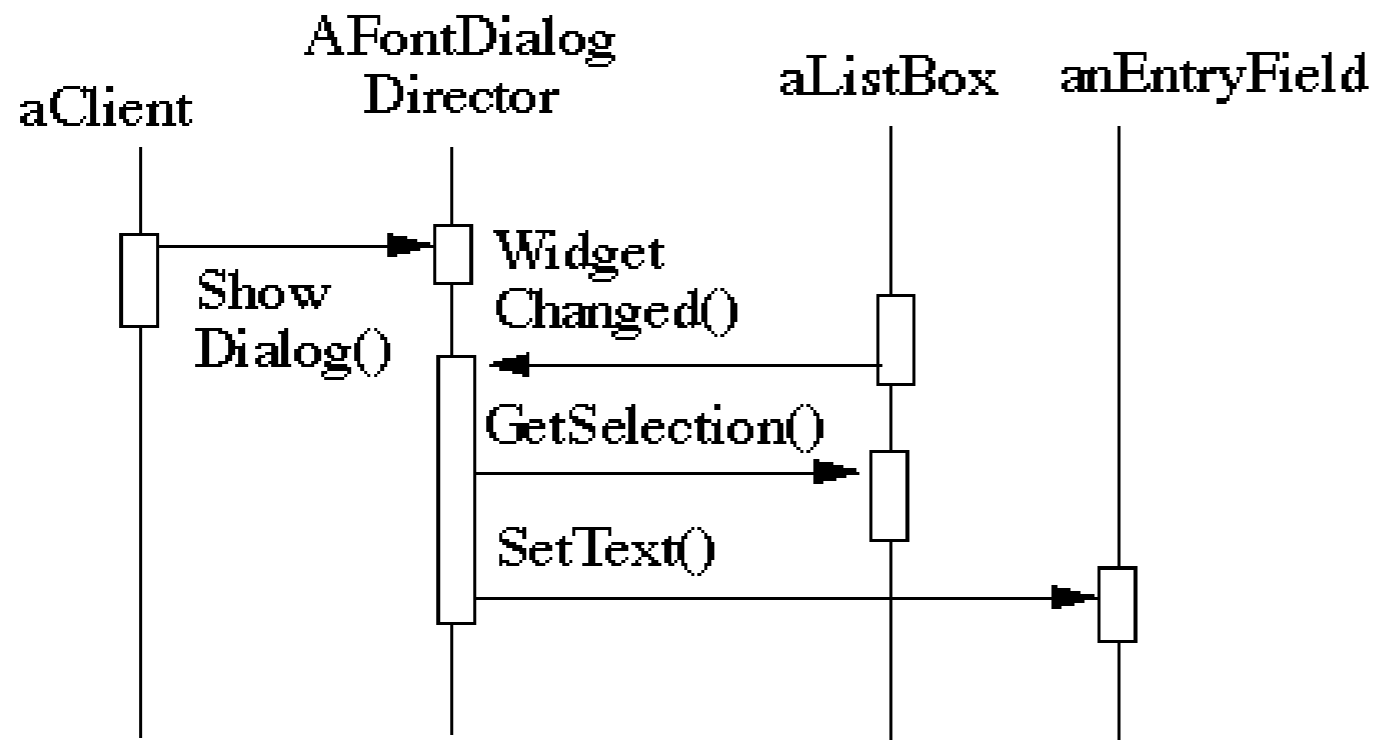 aClient
AFontDialog
Director
aListBox
anEntryField
Show
Dialog()
Widget
Changed()
GetSelection()
SetText()